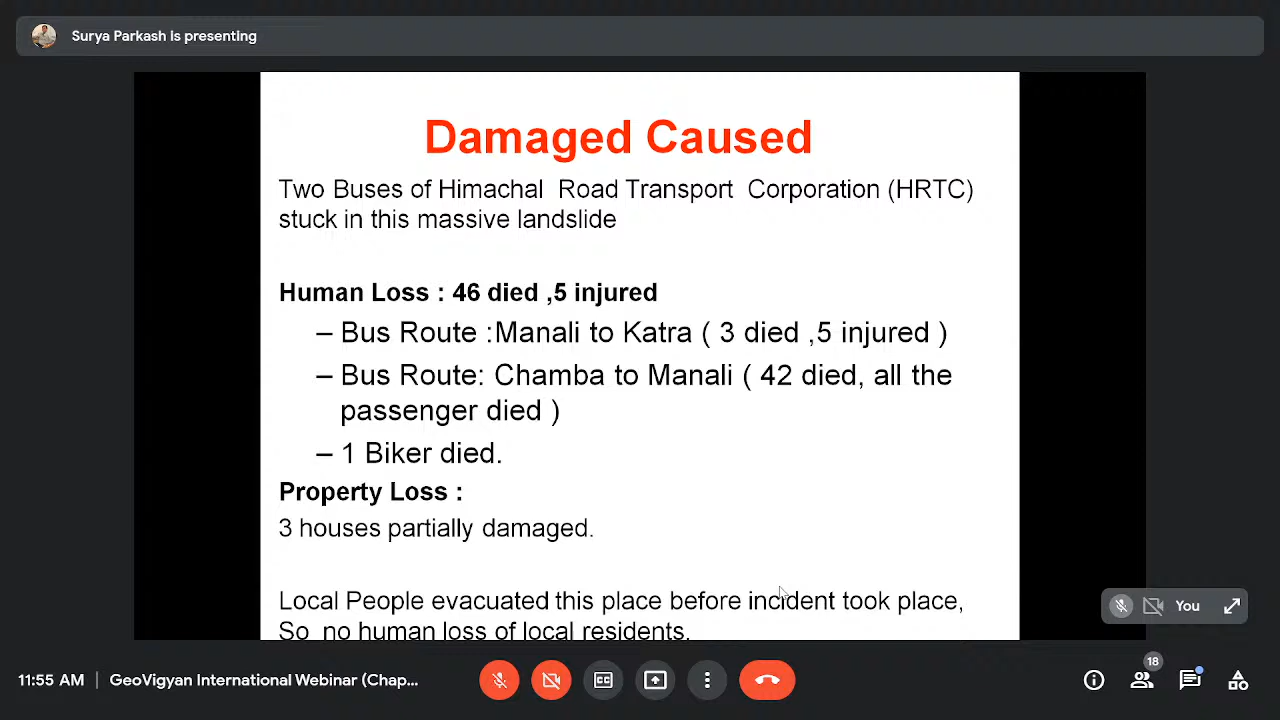 Surya Parkash is presenting
Damaged Caused
Two Buses of Himachal Road Transport Corporation (HRTC)
stuck in this massive landslide
Human Loss : 46 died ,5 injured
– Bus Route :Manali to Katra ( 3 died ,5 injured )
– Bus Route: Chamba to Manali ( 42 died, all the
passenger died )
– 1 Biker died.
Property Loss :
3 houses partially damaged.
Local People evacuated this place before incident took place,
So no human loss of local residents.
You
11:55 AM | GeoVigyan International Webinar (Chap...
18